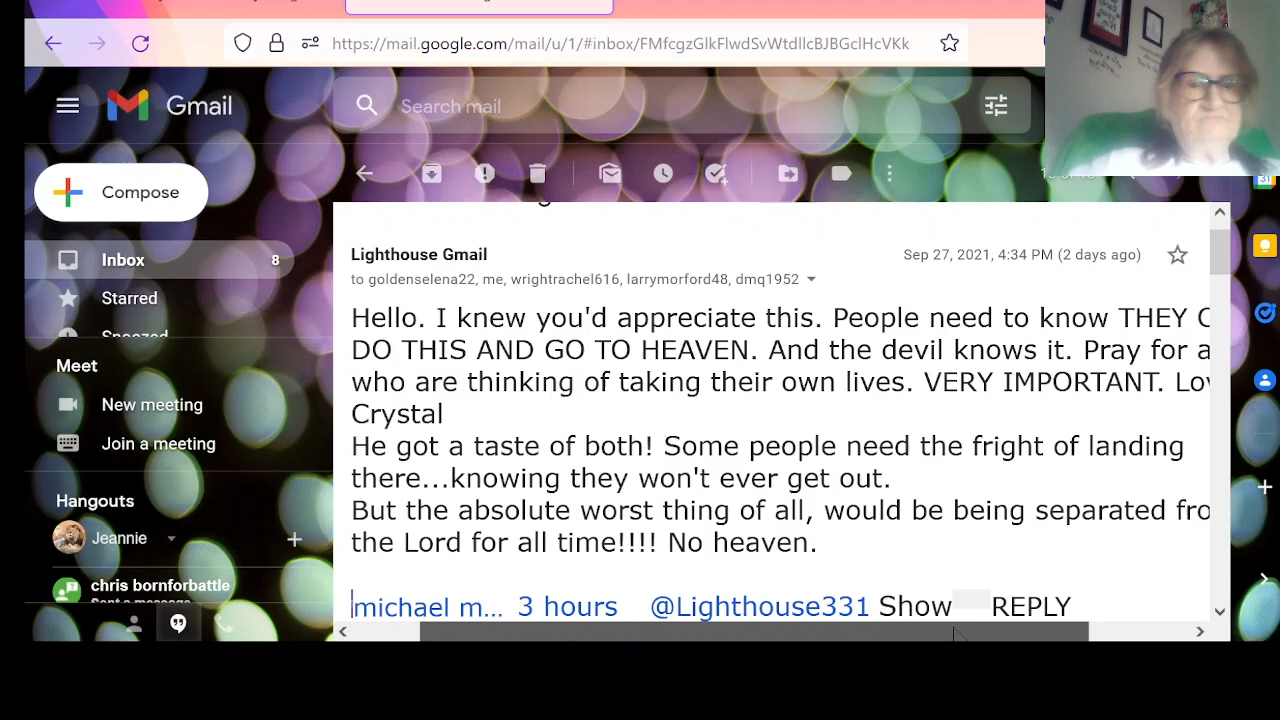 https://mail.google.com/mail/u/1/#inbox/FMfcgzGlkFlwdSvWtdllcBJBGclHcVKk
Gmail
Search mail
Compose
Inbox 8
Starred
Snoozed
Meet
New meeting
Join a meeting
Hangouts
Jeannie
chris bornforbattle
Sent a message
Lighthouse Gmail
Sep 27, 2021, 4:34 PM (2 days ago)
to goldenselena22, me, wrightrachel616, larrymorford48, dmq1952
Hello. I knew you'd appreciate this. People need to know THEY C
DO THIS AND GO TO HEAVEN. And the devil knows it. Pray for a
who are thinking of taking their own lives. VERY IMPORTANT. Lov
Crystal
He got a taste of both! Some people need the fright of landing
there...knowing they won't ever get out.
But the absolute worst thing of all, would be being separated fro
the Lord for all time!!!! No heaven.
michael m... 3 hours @Lighthouse331 Show REPLY